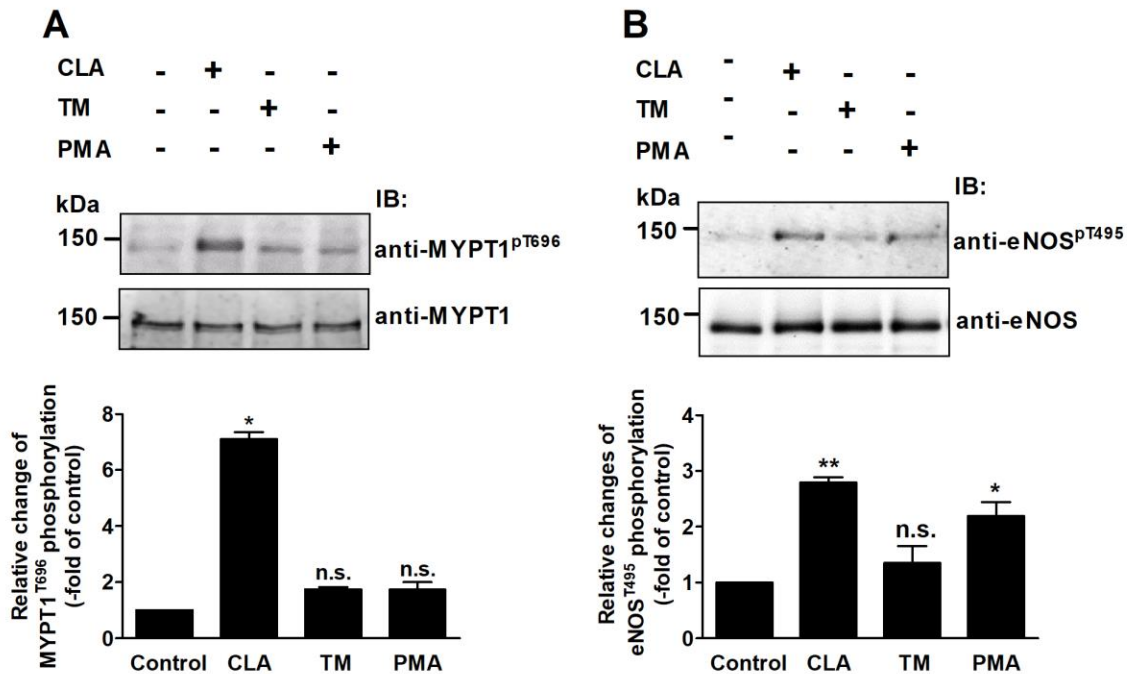 A
CLA - + - -
TM - - + -
PMA - - - +
kDa
IB:
150
anti-MYPT1pT696
150
anti-MYPT1
Relative change of
MYPT1T696 phosphorylation
(-fold of control)
8
6
4
2
0
*
n.s.
n.s.
Control CLA TM PMA
B
CLA - + - -
TM - - + -
PMA - - - +
kDa
IB:
150
anti-eNOSpT495
150
anti-eNOS
Relative changes of
eNOST495 phosphorylation
(-fold of control)
4
3
2
1
0
**
n.s.
*
Control CLA TM PMA